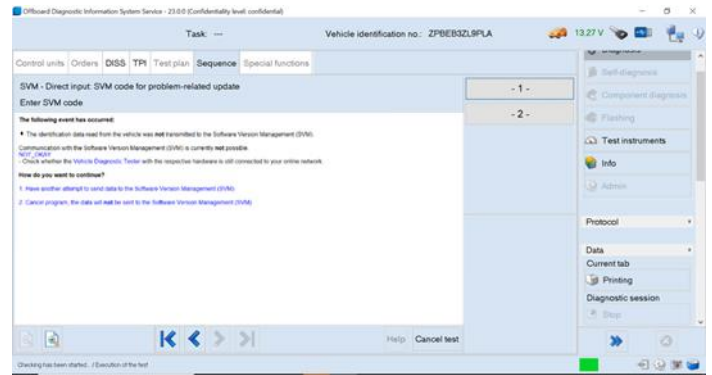 Offboard Diagnostic Information System Service - 23.0.0 (Confidentiality level: confidential)
Task: ---
Vehicle identification no.: ZPBEB3ZL9PLA
13.27 V
Control units
Orders
DISS
TPI
Test plan
Sequence
Special functions
SVM - Direct input: SVM code for problem-related update
Enter SVM code
The following event has occurred:
The identification data read from the vehicle was not transmitted to the Software Version Management (SVM).
Communication with the Software Version Management (SVM) is currently not possible.
NOT_OKAY
- Check whether the Vehicle Diagnostic Tester with the respective hardware is still connected to your online network.
How do you want to continue?
1. Have another attempt to send data to the Software Version Management (SVM)
2. Cancel program, the data will not be sent to the Software Version Management (SVM)
- 1 -
- 2 -
Diagnosis
Self-diagnosis
Component diagnosis
Flashing
Test instruments
Info
Admin
Protocol
Data
Current tab
Printing
Diagnostic session
Stop
Help
Cancel test
Checking has been started. / Execution of the test